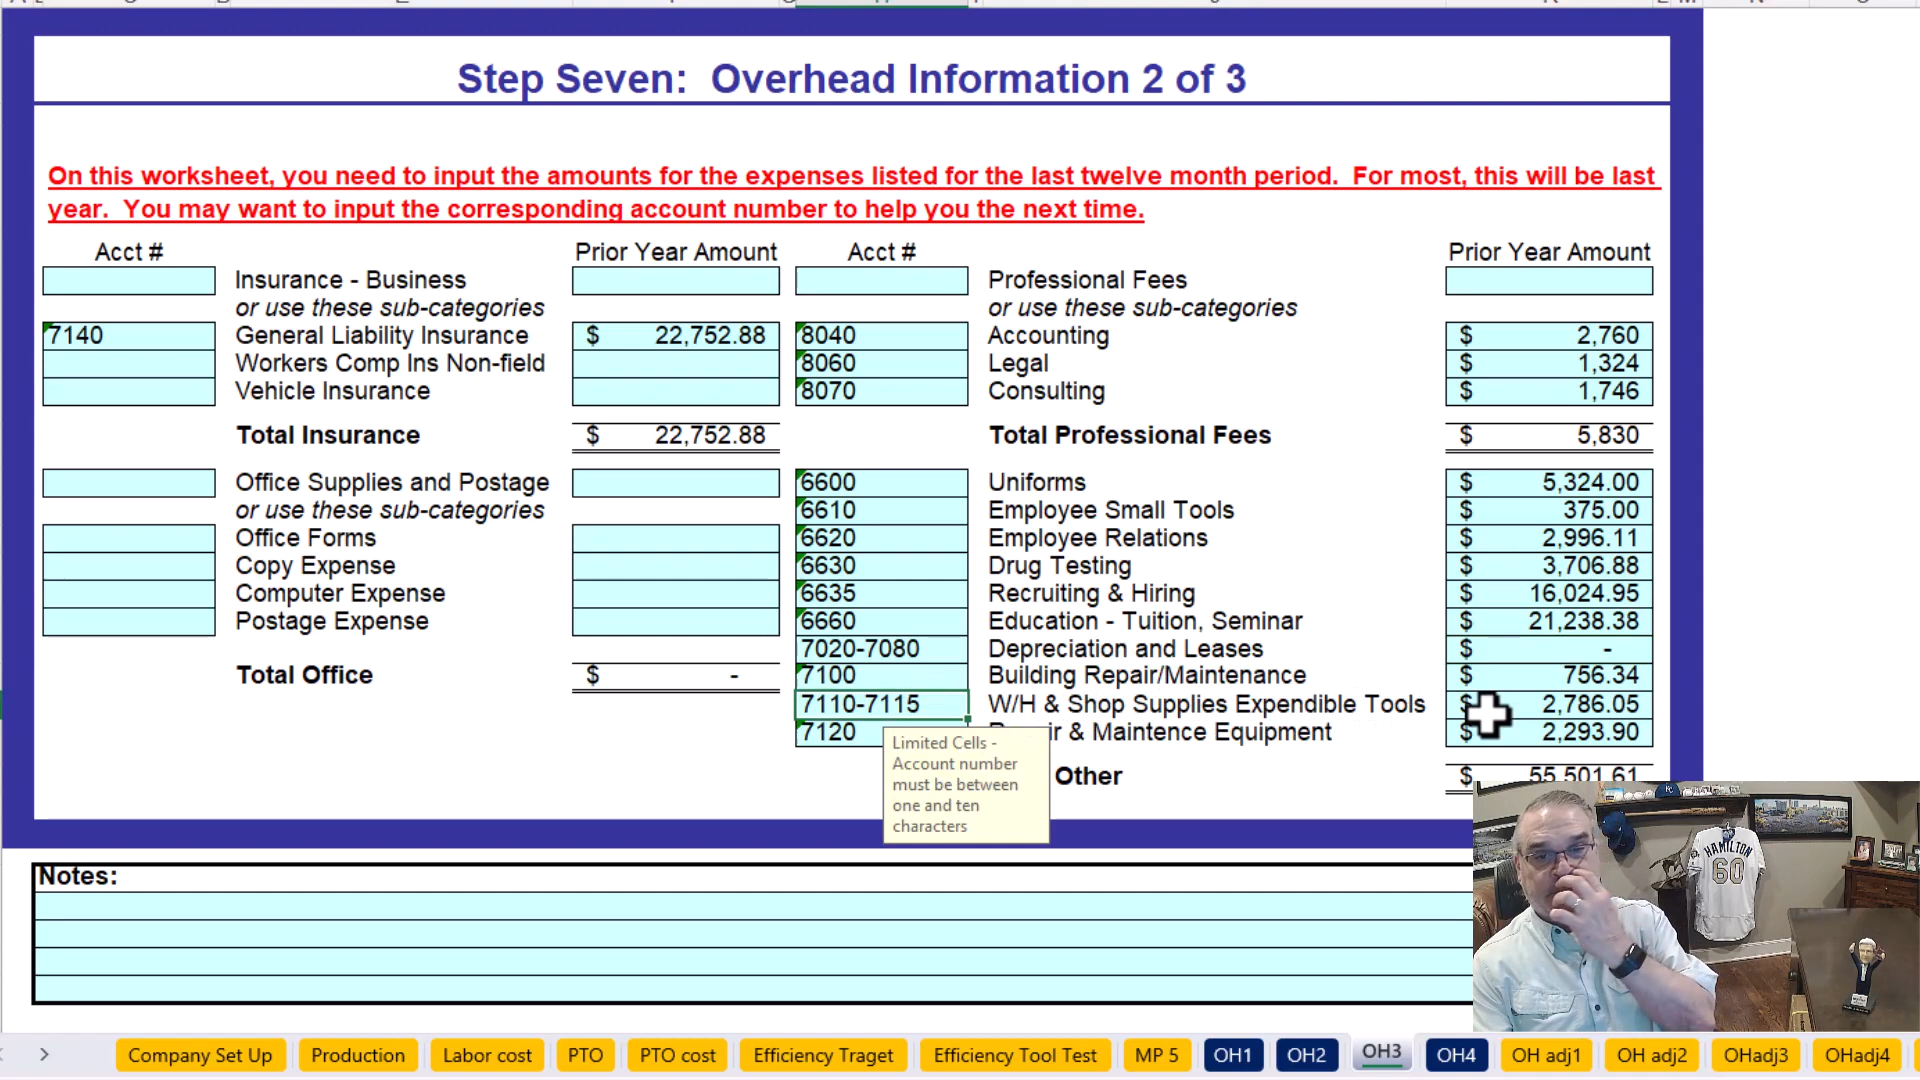 Step Seven:  Overhead Information 2 of 3
On this worksheet, you need to input the amounts for the expenses listed for the last twelve month period.  For most, this will be last
year.  You may want to input the corresponding account number to help you the next time.
Acct # Prior Year Amount Acct # Prior Year Amount
Insurance - Business Professional Fees
or use these sub-categories or use these sub-categories
7140 General Liability Insurance $ 22,752.88 8040 Accounting $ 2,760
Workers Comp Ins Non-field 8060 Legal $ 1,324
Vehicle Insurance 8070 Consulting $ 1,746
Total Insurance $ 22,752.88 Total Professional Fees $ 5,830
Office Supplies and Postage 6600 Uniforms $ 5,324.00
or use these sub-categories 6610 Employee Small Tools $ 375.00
Office Forms 6620 Employee Relations $ 2,996.11
Copy Expense 6630 Drug Testing $ 3,706.88
Computer Expense 6635 Recruiting & Hiring $ 16,024.95
Postage Expense 6660 Education - Tuition, Seminar $ 21,238.38
7020-7080 Depreciation and Leases $ -
Total Office $ - 7100 Building Repair/Maintenance $ 756.34
7110-7115 W/H & Shop Supplies Expendible Tools $ 2,786.05
7120 & Maintence Equipment $ 2,293.90
Other $ 55,501.61
Limited Cells -
Account number
must be between
one and ten
characters
Notes:
HAMILTON
60
Company Set Up Production Labor cost PTO PTO cost Efficiency Traget Efficiency Tool Test MP 5 OH1 OH2 OH3 OH4 OH adj1 OH adj2 OHadj3 OHadj4